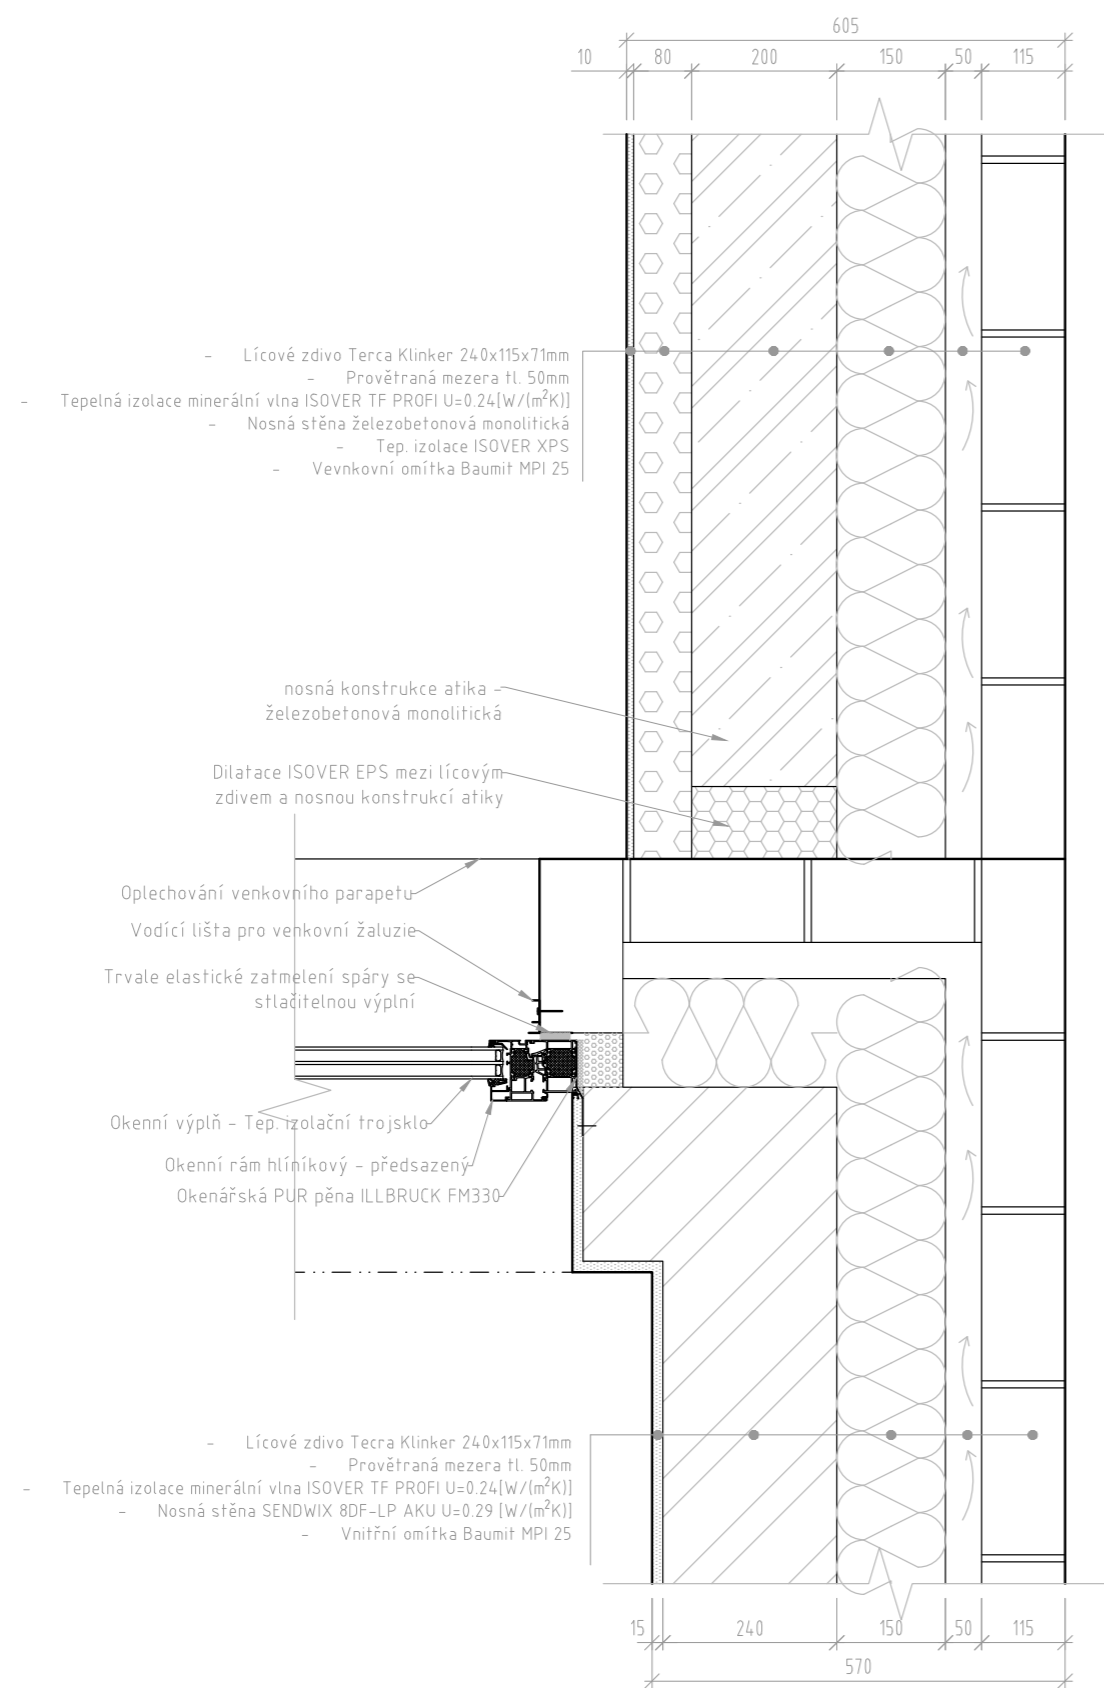 605
10 80 200 150 50 115
- Lícové zdivo Terca Klinker 240x115x71mm
- Provětraná mezera tl. 50mm
- Tepelná izolace minerální vlna ISOVER TF PROFI U=0.24[W/(m²K)]
- Nosná stěna železobetonová monolitická
- Tep. izolace ISOVER XPS
- Vevnkovní omítka Baumit MPI 25
nosná konstrukce atika -
železobetonová monolitická
Dilatace ISOVER EPS mezi lícovým
zdivem a nosnou konstrukcí atiky
Oplechování venkovního parapetu
Vodící lišta pro venkovní žaluzie
Trvale elastické zatmelení spáry se
stlačitelnou výplní
Okenní výplň - Tep. izolační trojsklo
Okenní rám hliníkový - předsazený
Okenářská PUR pěna ILLBRUCK FM330
- Lícové zdivo Tecra Klinker 240x115x71mm
- Provětraná mezera tl. 50mm
- Tepelná izolace minerální vlna ISOVER TF PROFI U=0.24[W/(m²K)]
- Nosná stěna SENDWIX 8DF-LP AKU U=0.29 [W/(m²K)]
- Vnitřní omítka Baumit MPI 25
15 240 150 50 115
570